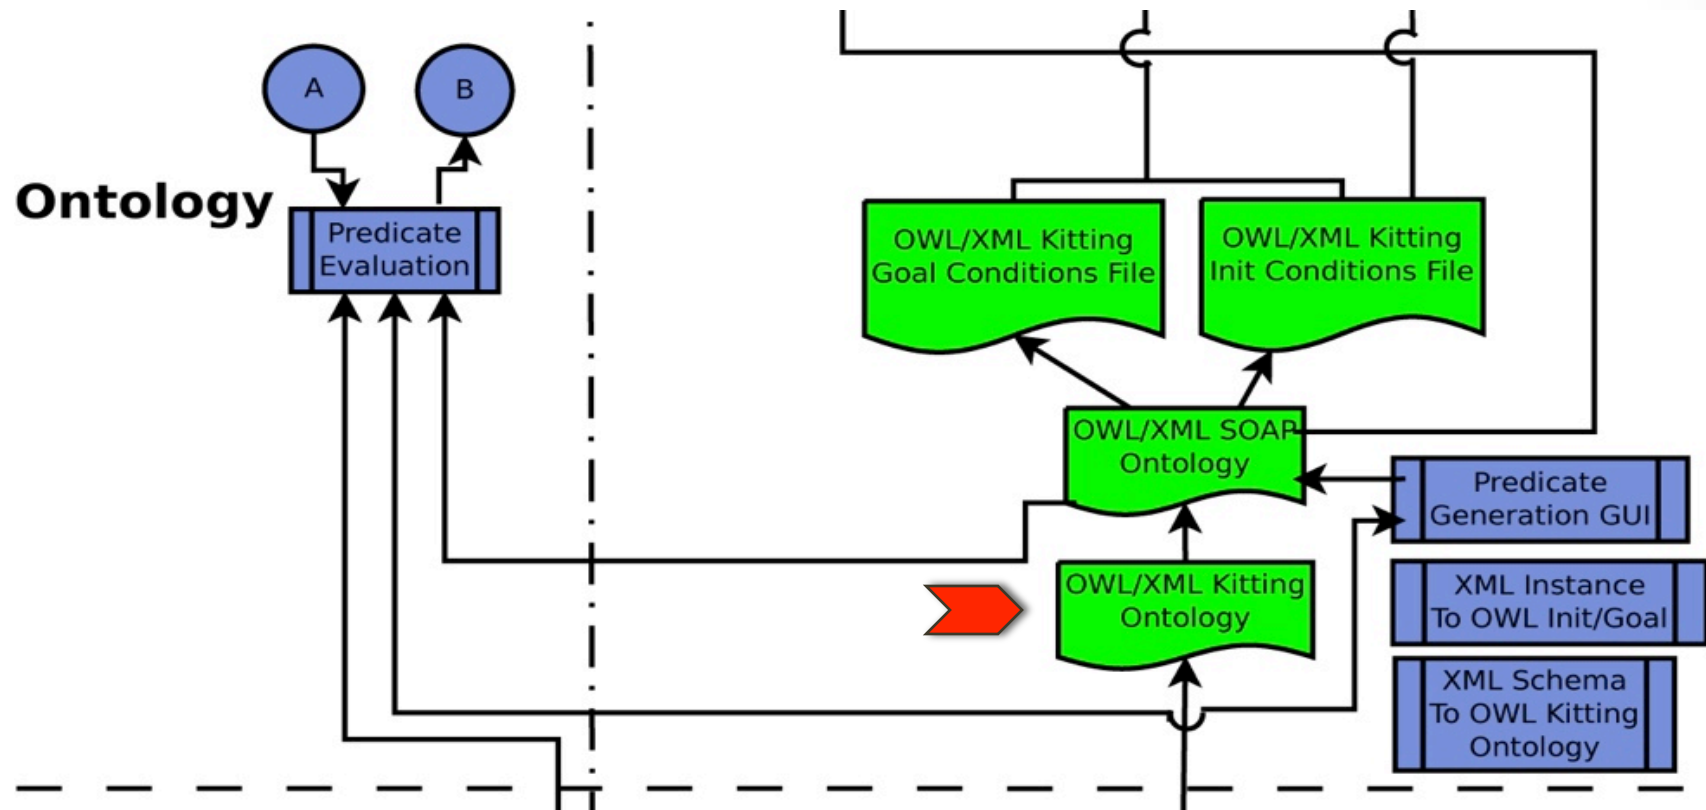 A
B
Ontology
Predicate
Evaluation
OWL/XML Kitting
Goal Conditions File
OWL/XML Kitting
Init Conditions File
OWL/XML SOAP
Ontology
Predicate
Generation GUI
OWL/XML Kitting
Ontology
XML Instance
To OWL Init/Goal
XML Schema
To OWL Kitting
Ontology